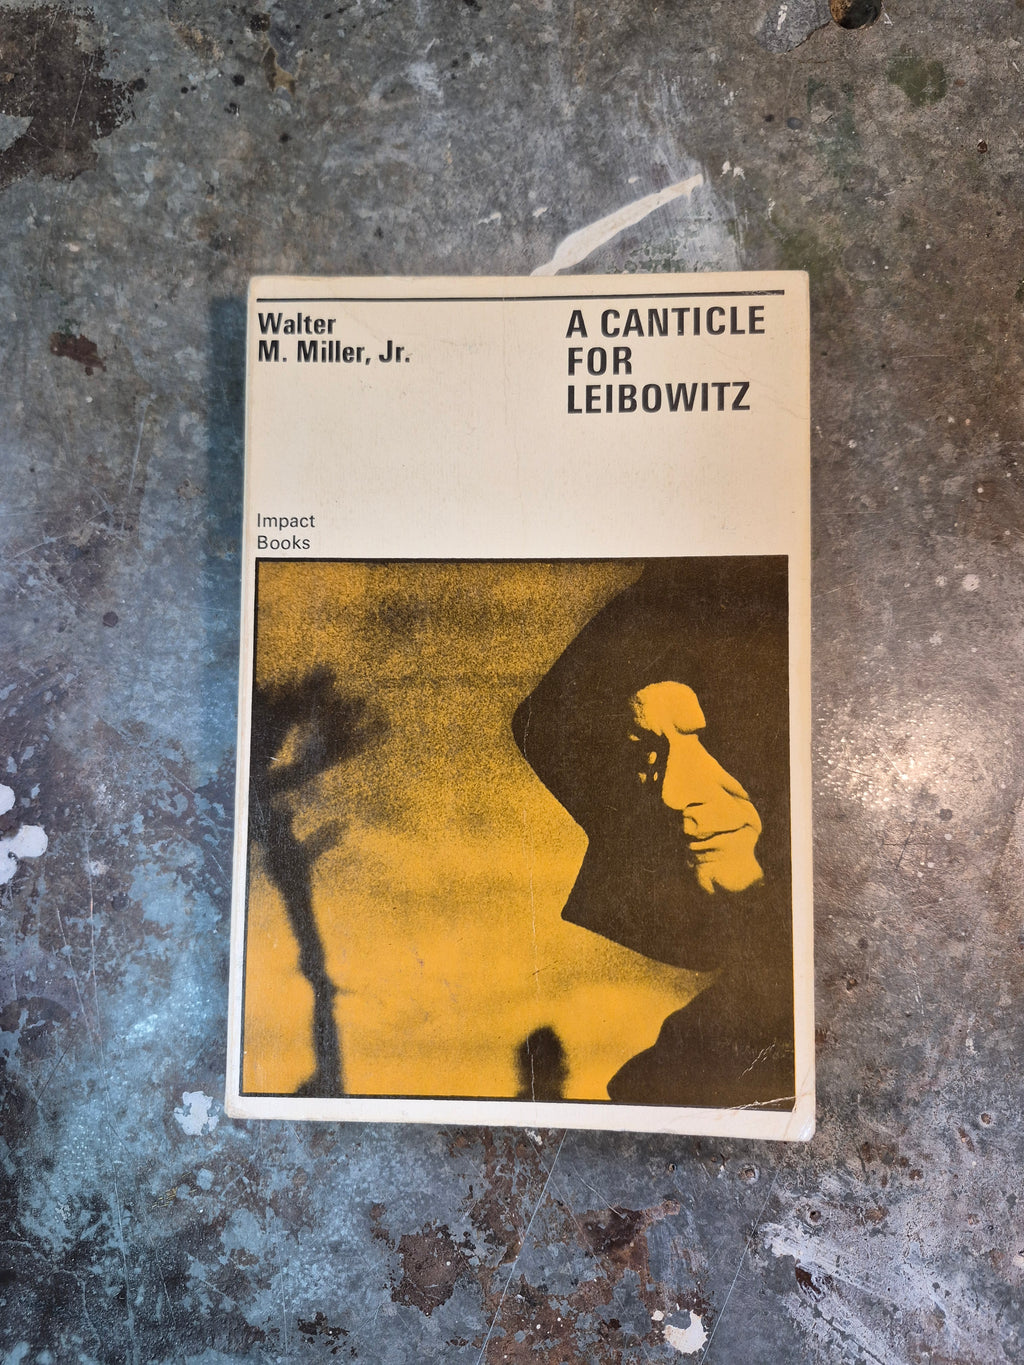 Walter
M. Miller, Jr.
A CANTICLE
FOR
LEIBOWITZ
Impact
Books